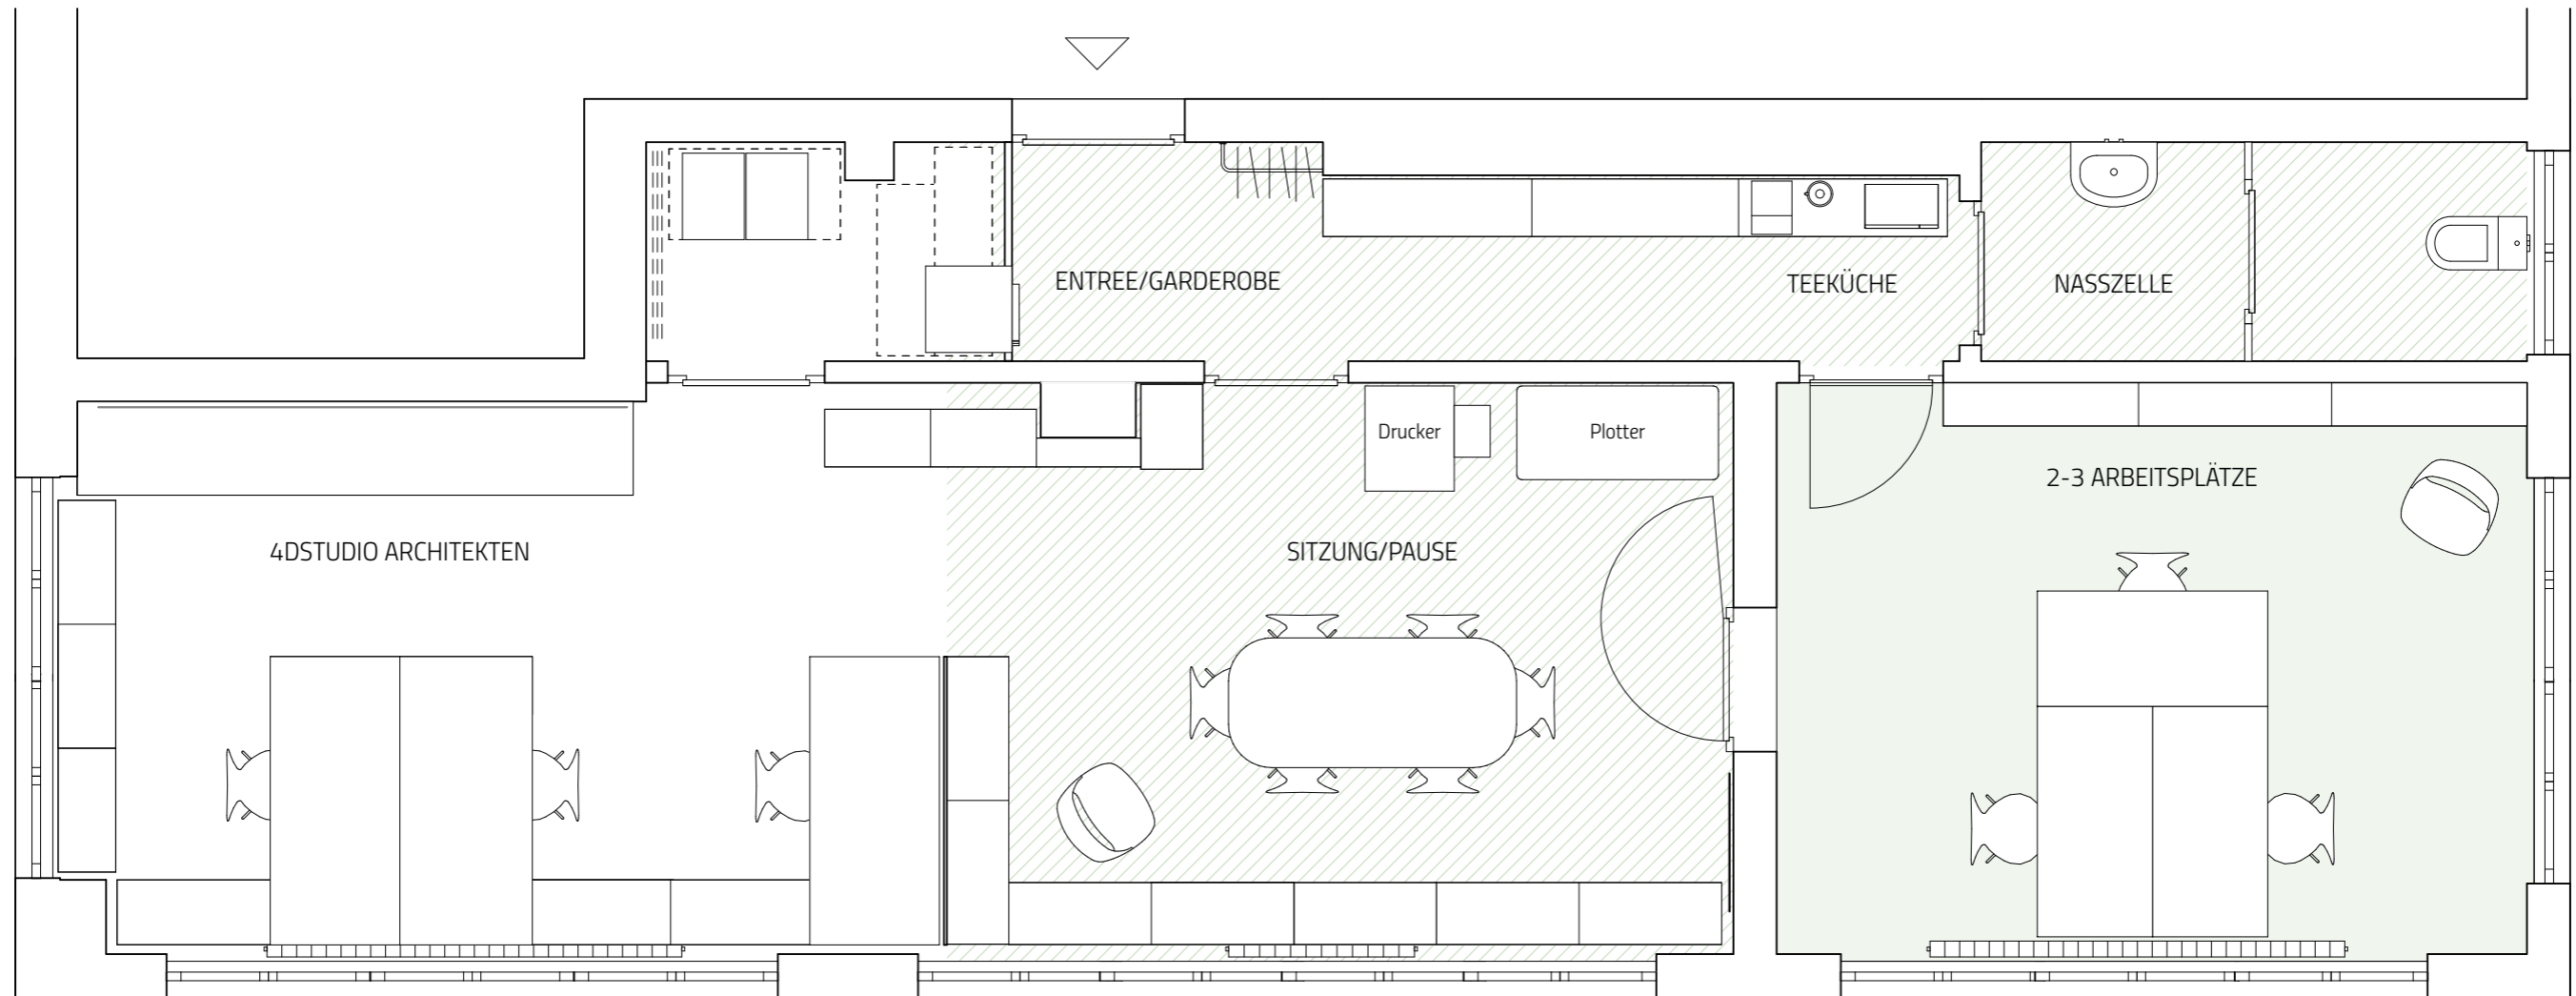 ENTREE/GARDEROBE
TEEKÜCHE
NASSZELLE
Drucker
Plotter
2-3 ARBEITSPLÄTZE
4DSTUDIO ARCHITEKTEN
SITZUNG/PAUSE